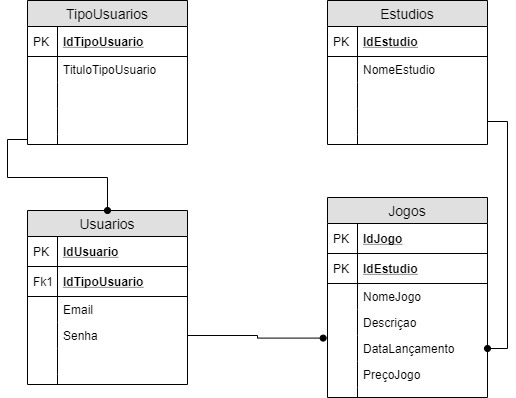 TipoUsuarios
PK IdTipoUsuario
TituloTipoUsuario
Estudios
PK IdEstudio
NomeEstudio
Usuarios
PK IdUsuario
Fk1 IdTipoUsuario
Email
Senha
Jogos
PK IdJogo
PK IdEstudio
NomeJogo
Descriçao
DataLançamento
PreçoJogo